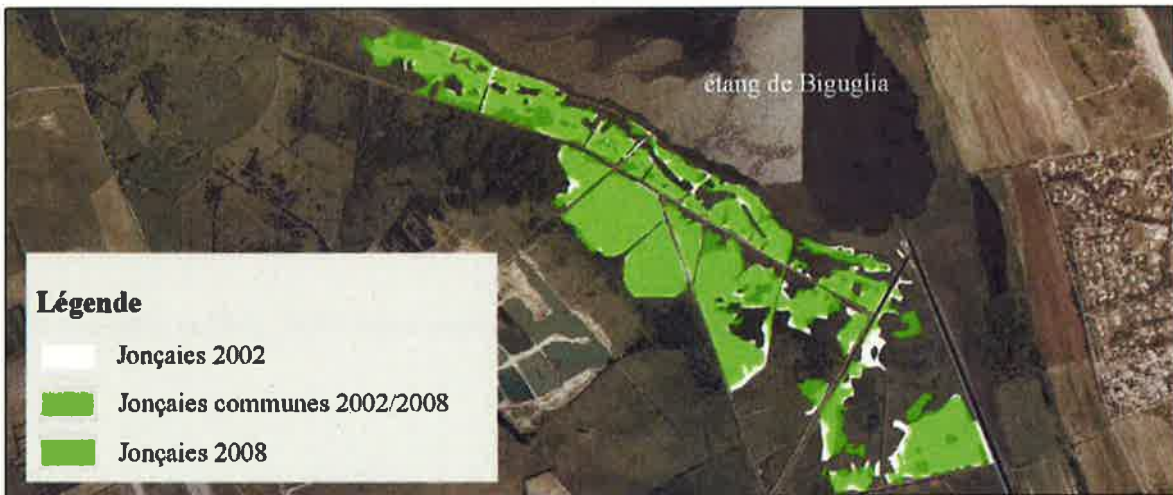 étang de Biguglia
Légende
Jonçaies 2002
Jonçaies communes 2002/2008
Jonçaies 2008